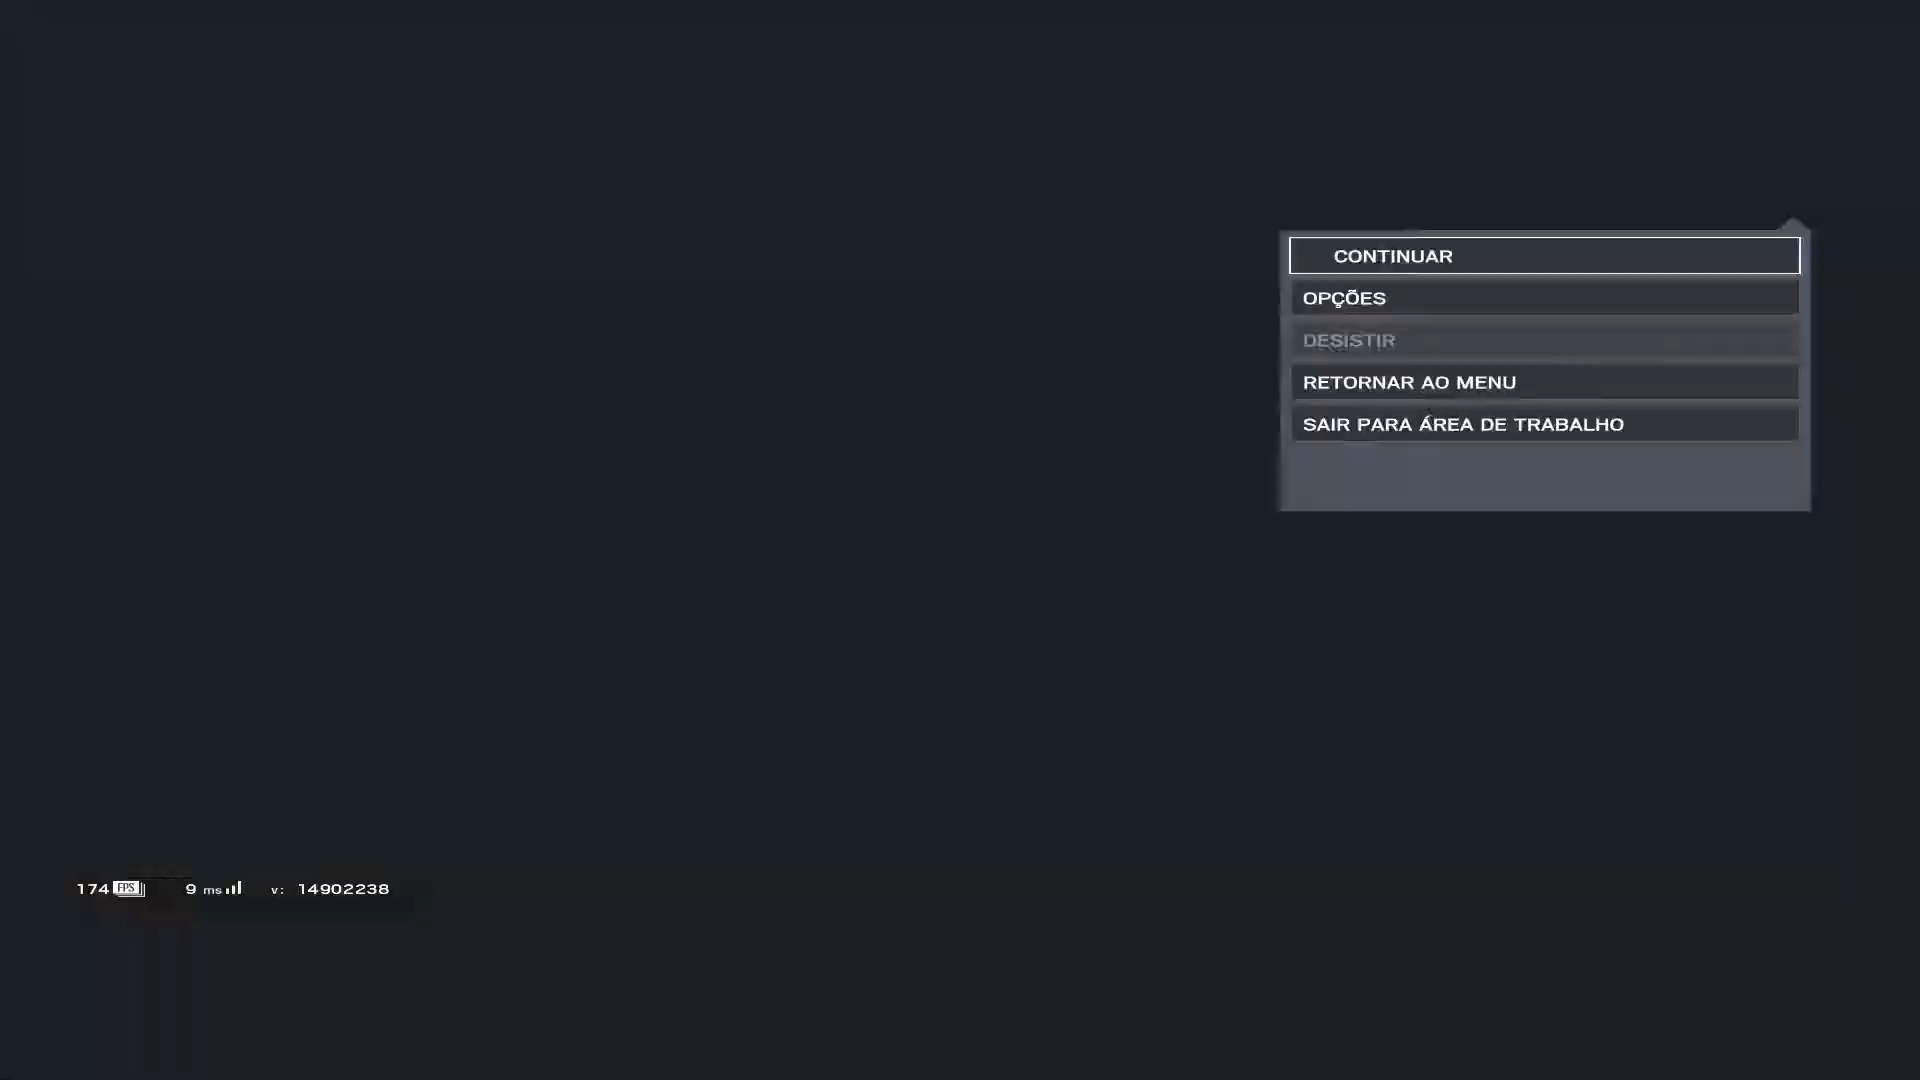 CONTINUAR
OPÇÕES
DESISTIR
RETORNAR AO MENU
SAIR PARA ÁREA DE TRABALHO
174 FPS 9 ms v: 14902238